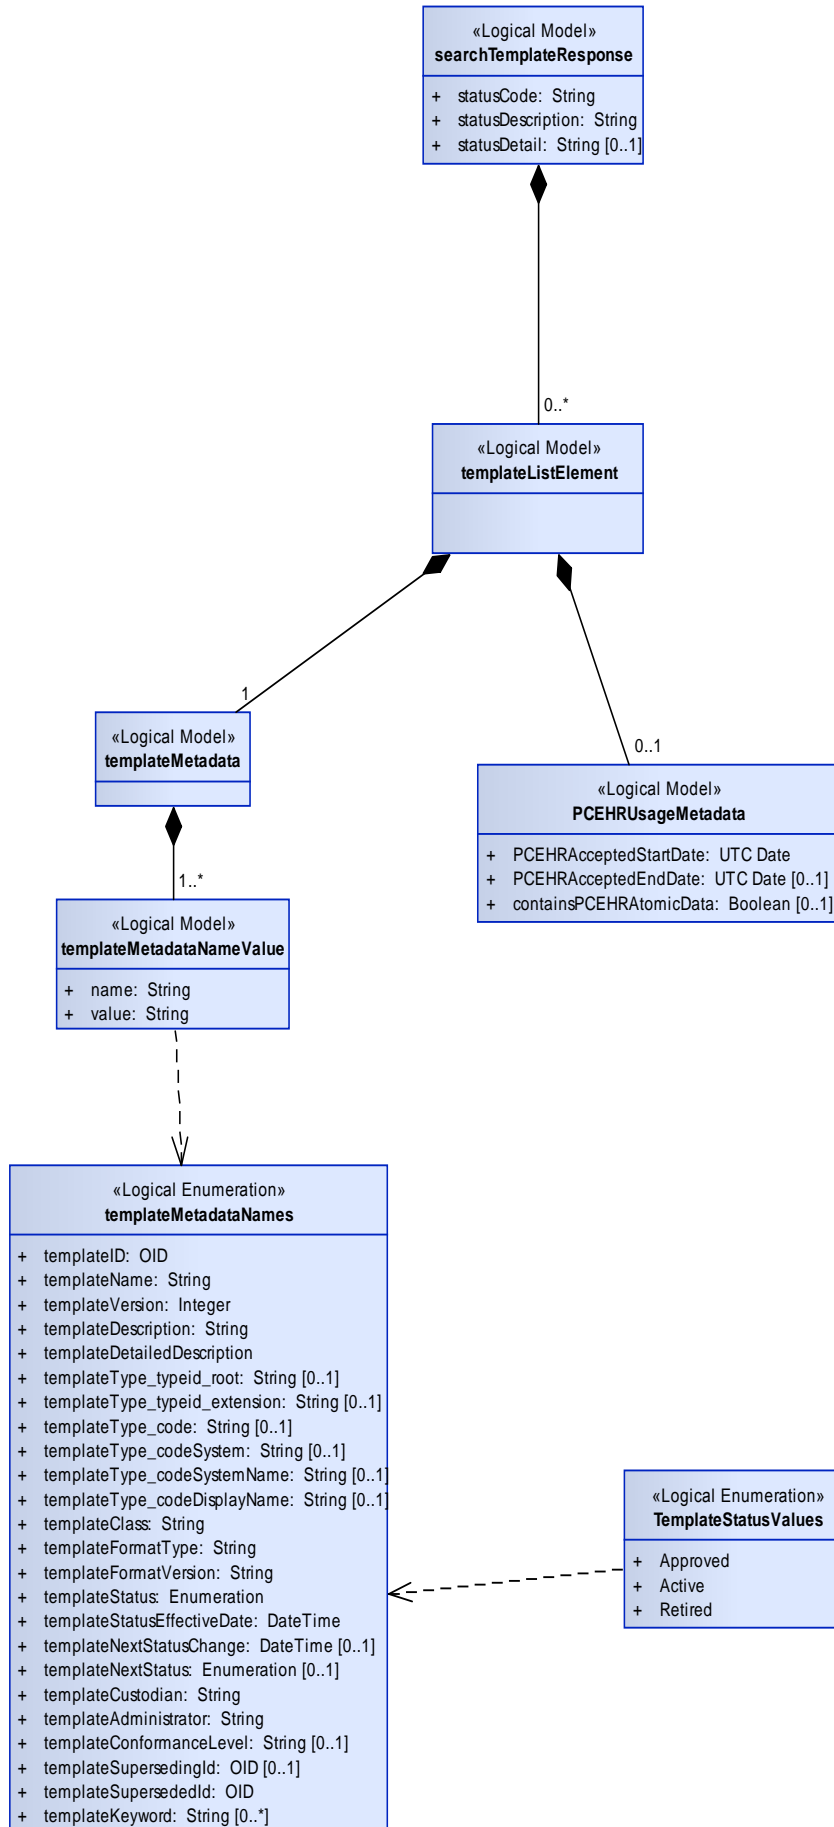 «Logical Model»
searchTemplateResponse
+ statusCode: String
+ statusDescription: String
+ statusDetail: String [0..1]
0..*
«Logical Model»
templateListElement
1
0..1
«Logical Model»
templateMetadata
«Logical Model»
PCEHRUsageMetadata
+ PCEHRAcceptedStartDate: UTC Date
+ PCEHRAcceptedEndDate: UTC Date [0..1]
+ containsPCEHRAtomicData: Boolean [0..1]
1..*
«Logical Model»
templateMetadataNameValue
+ name: String
+ value: String
«Logical Enumeration»
templateMetadataNames
+ templateID: OID
+ templateName: String
+ templateVersion: Integer
+ templateDescription: String
+ templateDetailedDescription
+ templateType_typeid_root: String [0..1]
+ templateType_typeid_extension: String [0..1]
+ templateType_code: String [0..1]
+ templateType_codeSystem: String [0..1]
+ templateType_codeSystemName: String [0..1]
+ templateType_codeDisplayName: String [0..1]
+ templateClass: String
+ templateFormatType: String
+ templateFormatVersion: String
+ templateStatus: Enumeration
+ templateStatusEffectiveDate: DateTime
+ templateNextStatusChange: DateTime [0..1]
+ templateNextStatus: Enumeration [0..1]
+ templateCustodian: String
+ templateAdministrator: String
+ templateConformanceLevel: String [0..1]
+ templateSupersedingId: OID [0..1]
+ templateSupersededId: OID
+ templateKeyword: String [0..*]
«Logical Enumeration»
TemplateStatusValues
+ Approved
+ Active
+ Retired